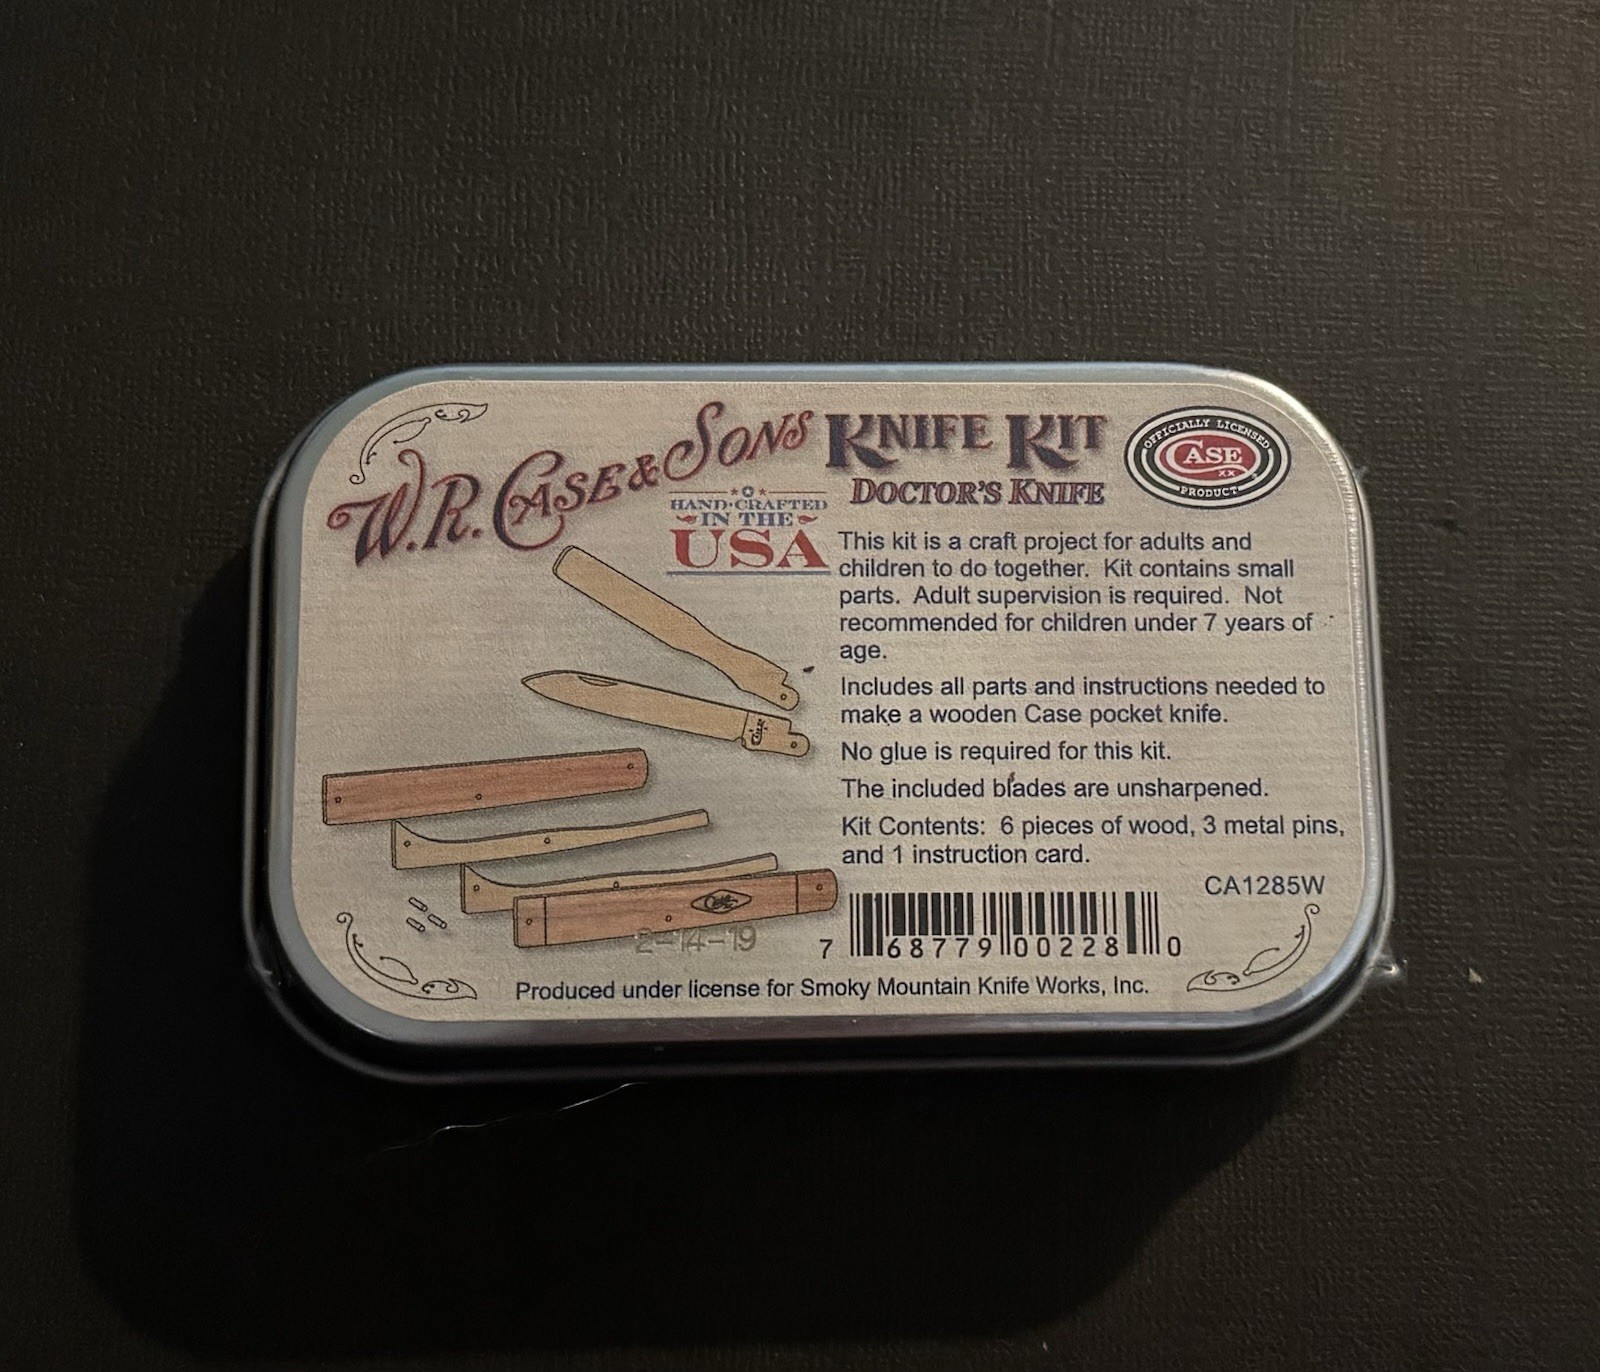 W.R. Case & Sons Knife Kit
Doctor's Knife
OFFICIALLY LICENSED
CASE
XX
PRODUCT
HAND·CRAFTED
IN THE
USA
This kit is a craft project for adults and
children to do together. Kit contains small
parts. Adult supervision is required. Not
recommended for children under 7 years of
age.
Includes all parts and instructions needed to
make a wooden Case pocket knife.
No glue is required for this kit.
The included blades are unsharpened.
Kit Contents: 6 pieces of wood, 3 metal pins,
and 1 instruction card.
CA1285W
Case
Case
2-14-19
7 68779 00228 0
Produced under license for Smoky Mountain Knife Works, Inc.